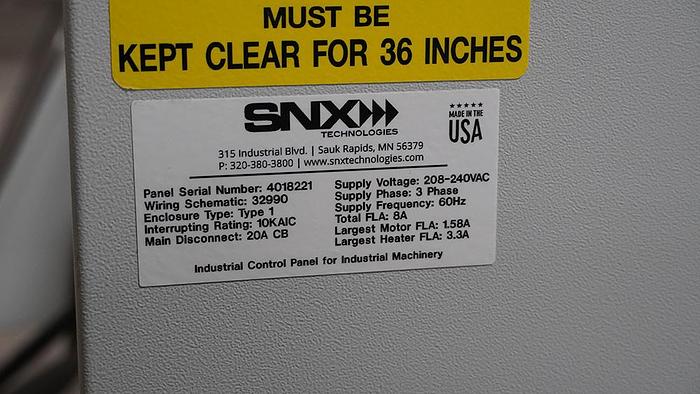 MUST BE
KEPT CLEAR FOR 36 INCHES
SNX
TECHNOLOGIES
★★★★★
MADE IN THE
USA
315 Industrial Blvd. | Sauk Rapids, MN 56379
P: 320-380-3800 | www.snxtechnologies.com
Panel Serial Number: 4018221
Wiring Schematic: 32990
Enclosure Type: Type 1
Interrupting Rating: 10KAIC
Main Disconnect: 20A CB
Supply Voltage: 208-240VAC
Supply Phase: 3 Phase
Supply Frequency: 60Hz
Total FLA: 8A
Largest Motor FLA: 1.58A
Largest Heater FLA: 3.3A
Industrial Control Panel for Industrial Machinery